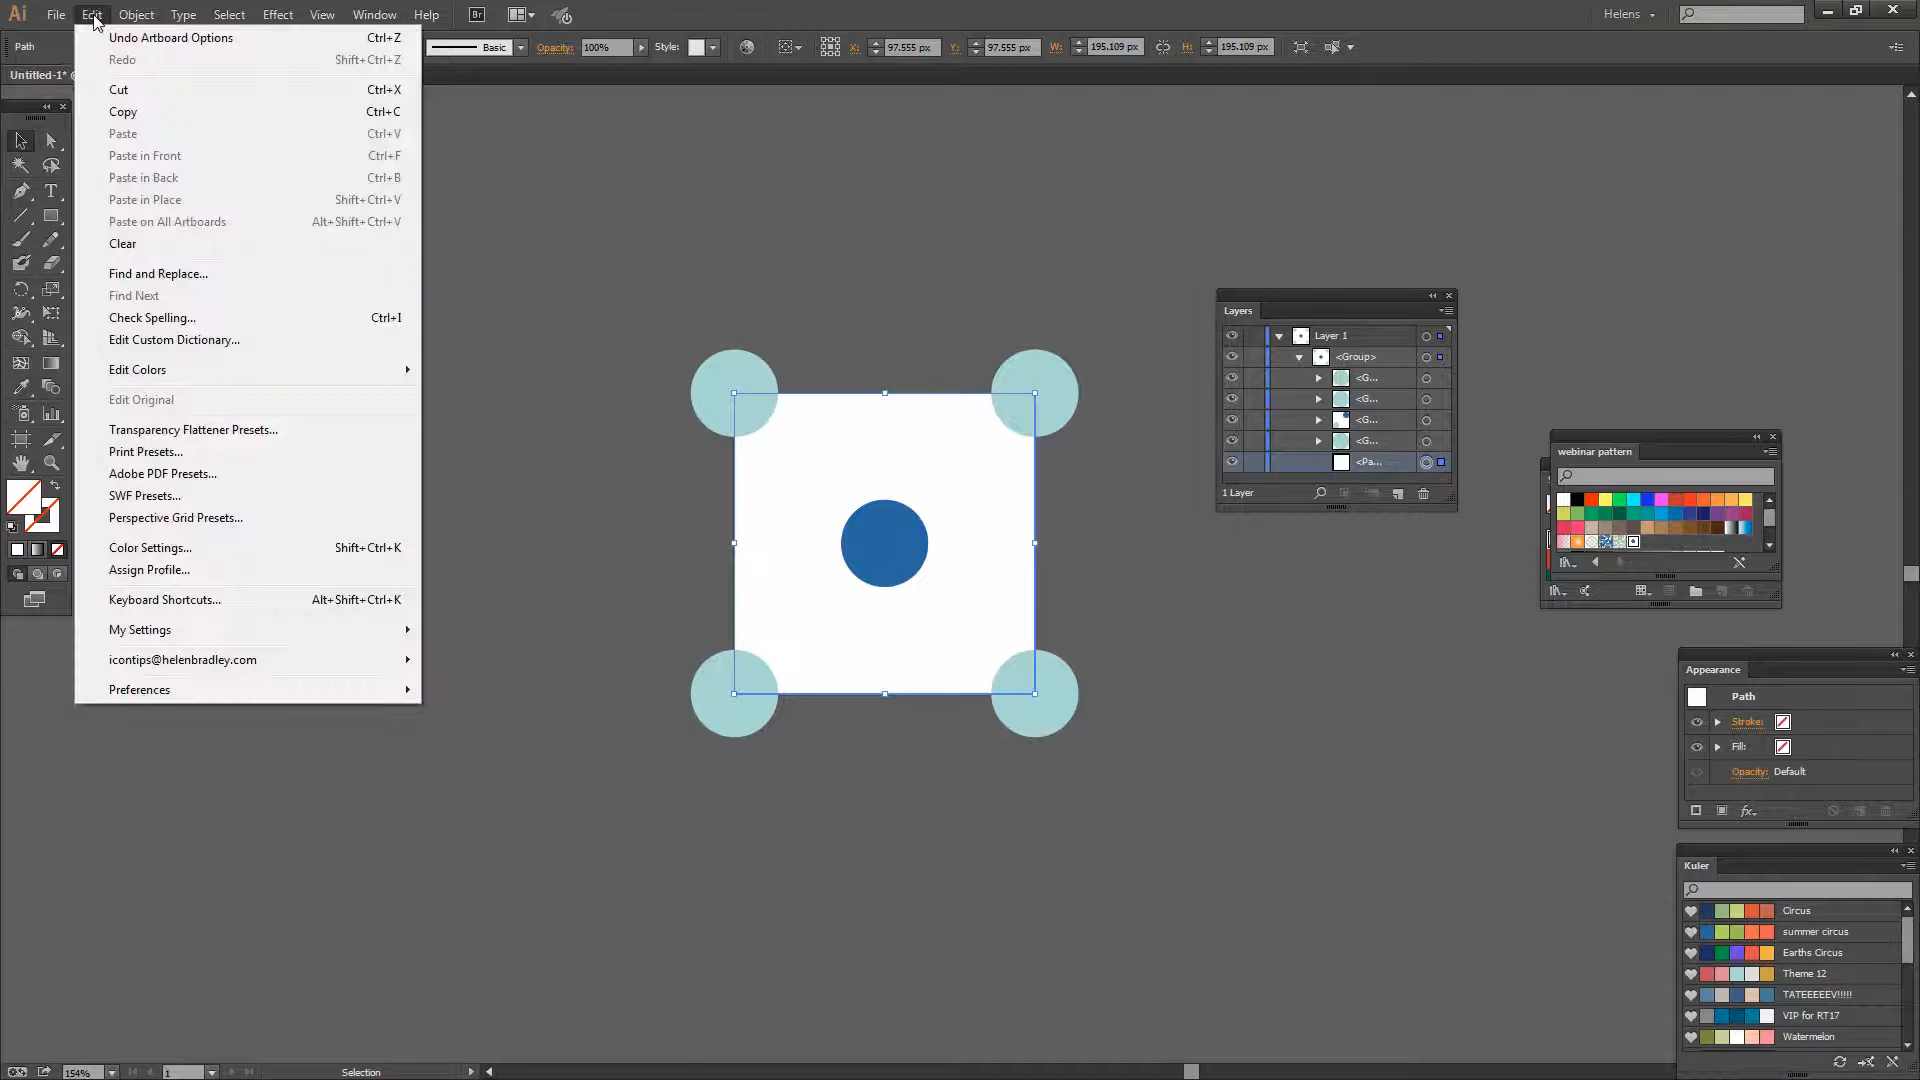 Ai File Edit Object Type Select Effect View Window Help Br Helens
Path Basic Opacity: 100% Style: X: 97.555 px Y: 97.555 px W: 195.109 px H: 195.109 px
Untitled-1*
Undo Artboard Options Ctrl+Z
Redo Shift+Ctrl+Z
Cut Ctrl+X
Copy Ctrl+C
Paste Ctrl+V
Paste in Front Ctrl+F
Paste in Back Ctrl+B
Paste in Place Shift+Ctrl+V
Paste on All Artboards Alt+Shift+Ctrl+V
Clear
Find and Replace...
Find Next
Check Spelling... Ctrl+I
Edit Custom Dictionary...
Edit Colors
Edit Original
Transparency Flattener Presets...
Print Presets...
Adobe PDF Presets...
SWF Presets...
Perspective Grid Presets...
Color Settings... Shift+Ctrl+K
Assign Profile...
Keyboard Shortcuts... Alt+Shift+Ctrl+K
My Settings
icontips@helenbradley.com
Preferences
Layers
Layer 1
<Group>
<G...
<G...
<G...
<G...
<Pa...
1 Layer
webinar pattern
Appearance
Path
Stroke:
Fill:
Opacity: Default
fx
Kuler
Circus
summer circus
Earths Circus
Theme 12
TATEEEEEV!!!!!
VIP for RT17
Watermelon
154% 1 Selection